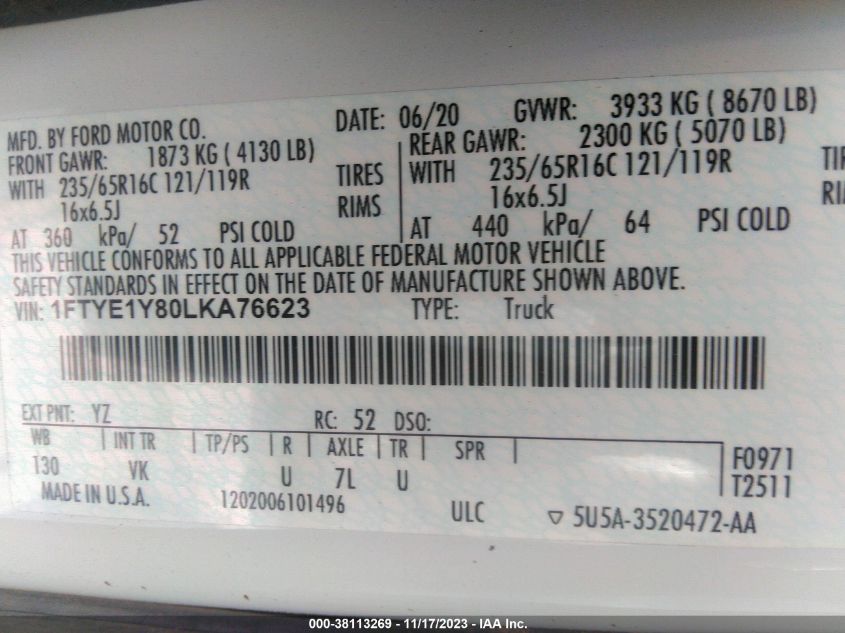 MFD. BY FORD MOTOR CO. DATE: 06/20 GVWR: 3933 KG ( 8670 LB)
FRONT GAWR: 1873 KG ( 4130 LB) REAR GAWR: 2300 KG ( 5070 LB)
WITH 235/65R16C 121/119R TIRES WITH 235/65R16C 121/119R
16x6.5J RIMS 16x6.5J
AT 360 kPa/ 52 PSI COLD AT 440 kPa/ 64 PSI COLD
THIS VEHICLE CONFORMS TO ALL APPLICABLE FEDERAL MOTOR VEHICLE
SAFETY STANDARDS IN EFFECT ON THE DATE OF MANUFACTURE SHOWN ABOVE.
VIN: 1FTYE1Y80LKA76623 TYPE: Truck
EXT PNT: YZ RC: 52 DSO:
WB INT TR TP/PS R AXLE TR SPR
130 VK U 7L U
F0971
T2511
MADE IN U.S.A. 1202006101496 ULC ▽ 5U5A-3520472-AA
000-38113269 - 11/17/2023 - IAA Inc.